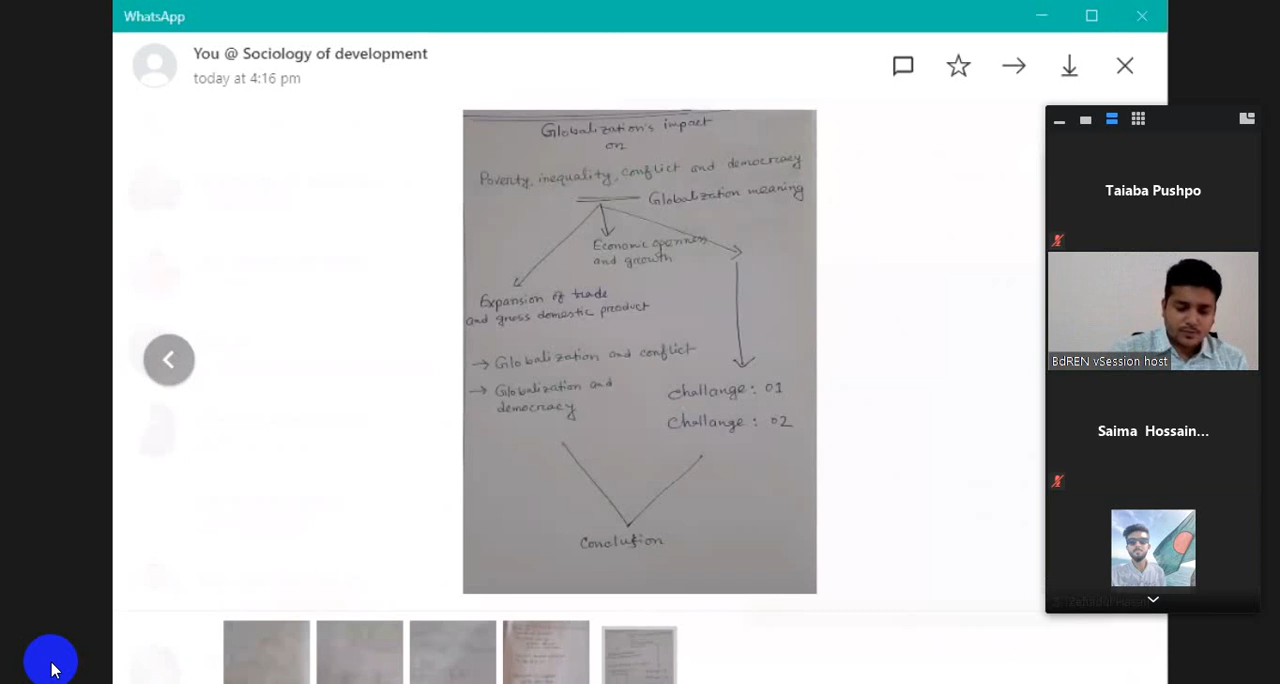 WhatsApp
You @ Sociology of development
today at 4:16 pm
Globalization's impact
on
Poverty, inequality, conflict and democracy
Globalization meaning
Economic openness
and growth
Expansion of trade
and gross domestic product
→ Globalization and conflict
→ Globalization and
democracy
challange: 01
challange: 02
Conclution
Taiaba Pushpo
BdREN vSession host
Saima Hossain...